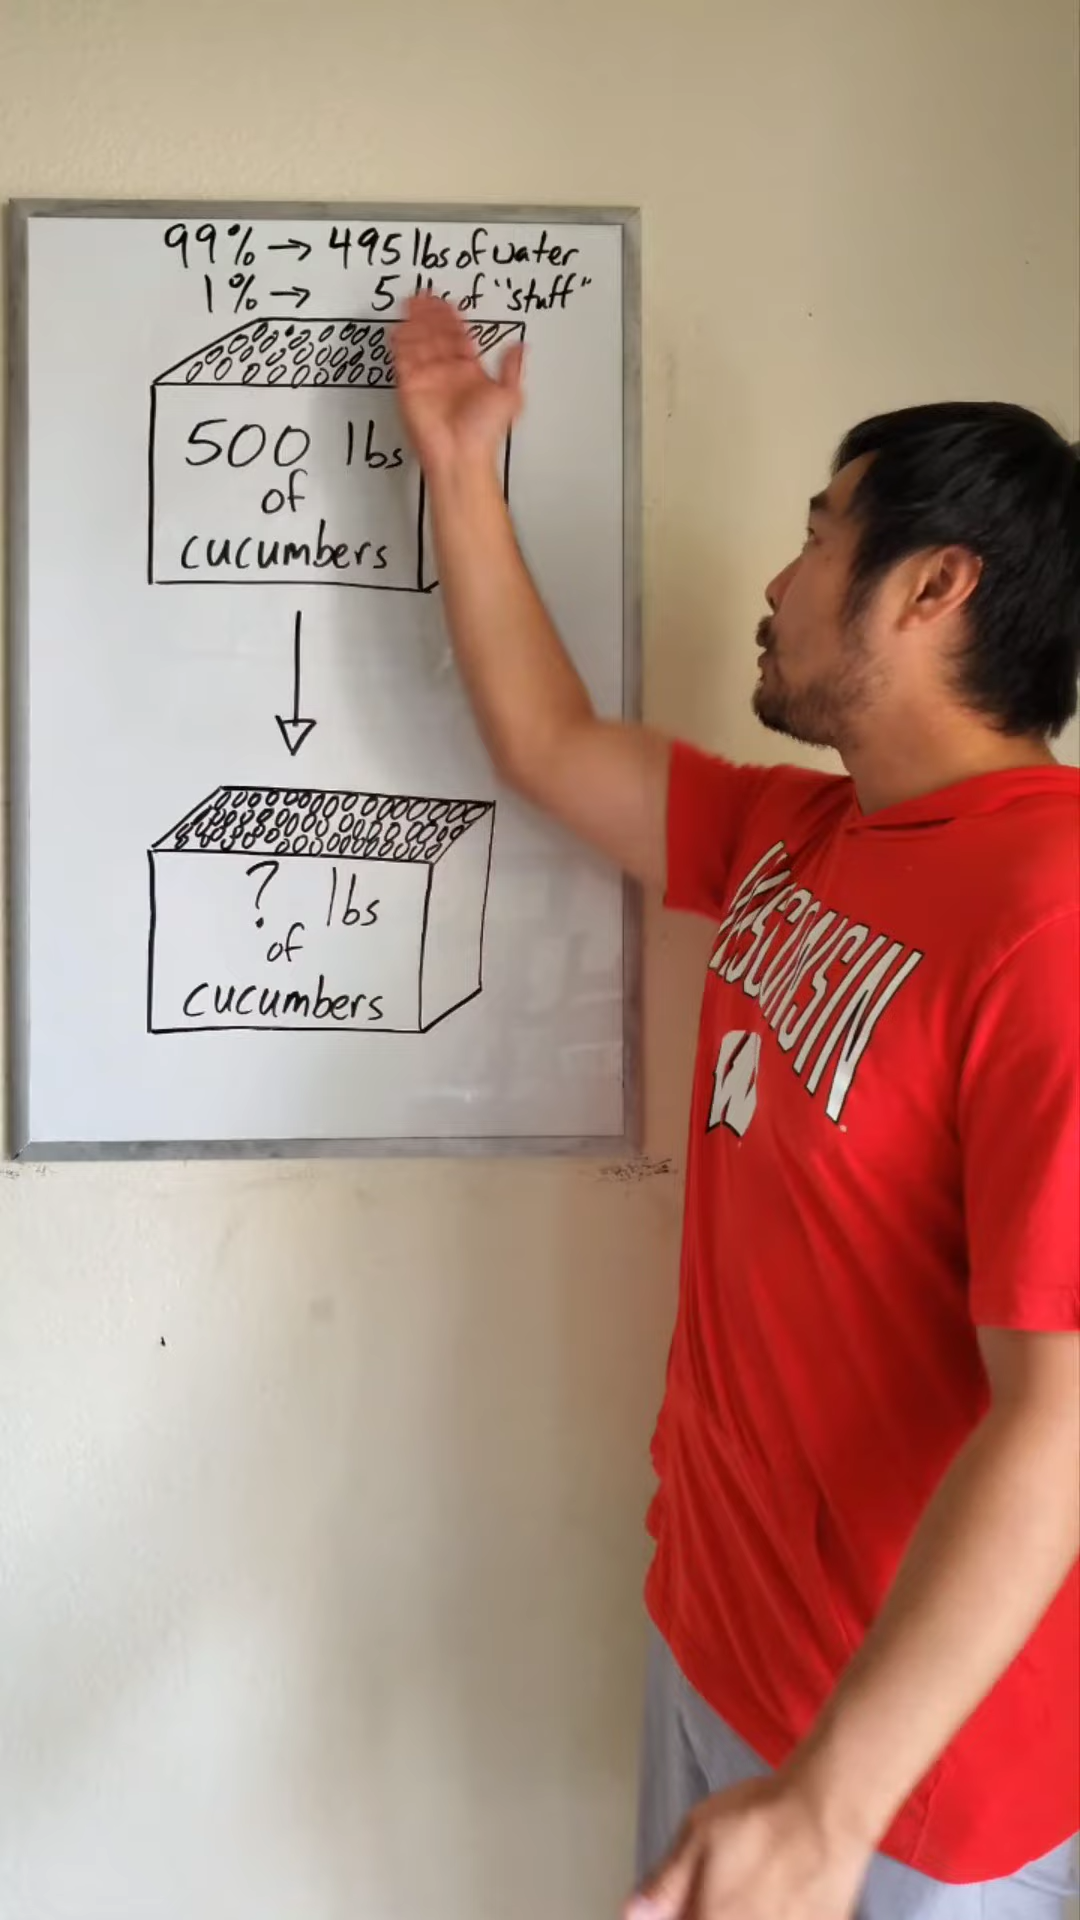 99% → 495 lbs of water
1% → 5 lbs of "stuff"
500 lbs
of
cucumbers
? lbs
of
cucumbers
WISCONSIN
W